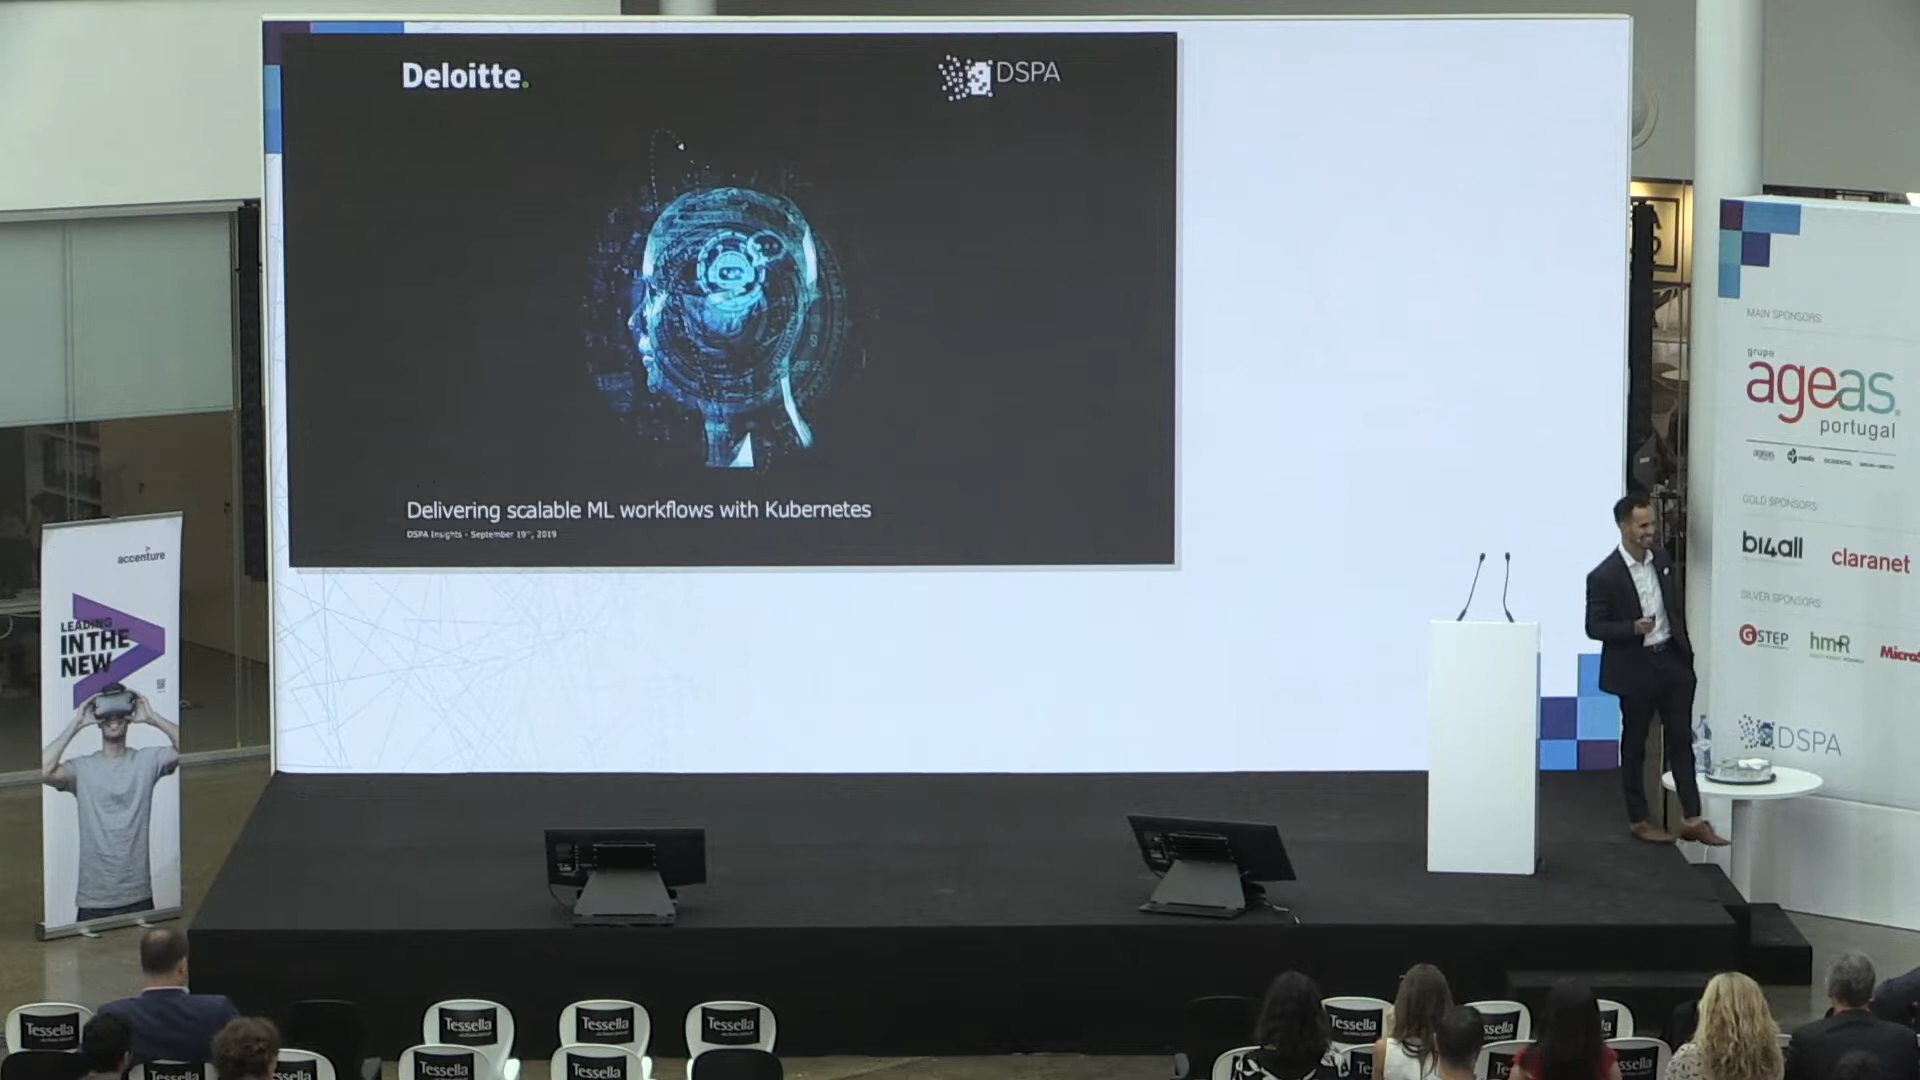 Deloitte.
DSPA
Delivering scalable ML workflows with Kubernetes
DSPA Insights - September 19th, 2019
accenture
LEADING
IN THE
NEW
MAIN SPONSORS:
grupo
ageas
portugal
GOLD SPONSORS
bi4all
claranet
SILVER SPONSORS:
GSTEP
hmR
DSPA
Tessella
Tessella
Tessella
Tessella
Tessella
Tessella
Tessella
Tessella